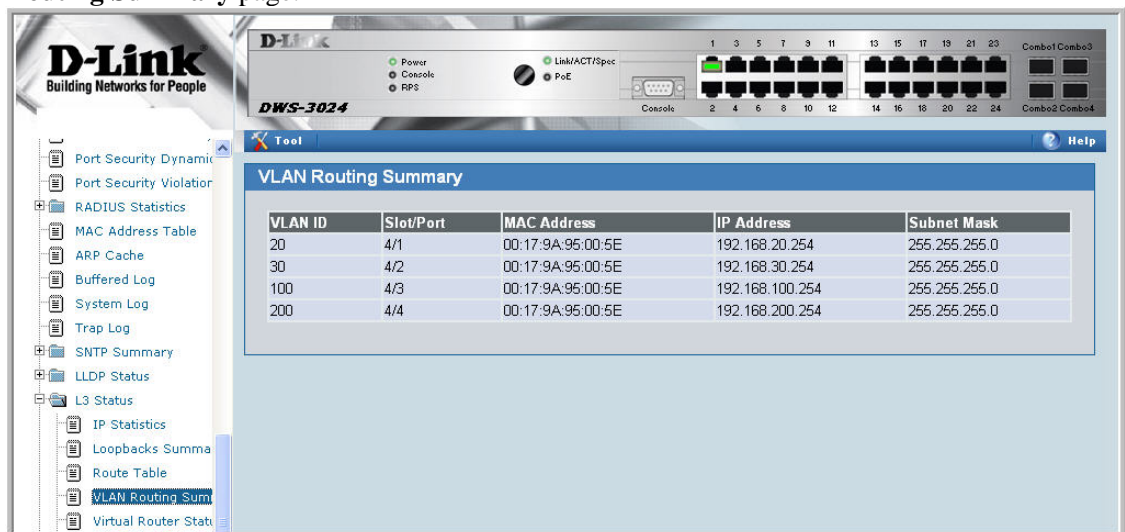 Routing Summary page.
D-Link
Building Networks for People
D-Link
Power
Console
RPS
Link/ACT/Spee
PoE
Console
DWS-3024
1 3 5 7 9 11 13 15 17 19 21 23
Combo1 Combo3
2 4 6 8 10 12 14 16 18 20 22 24
Combo2 Combo4
Tool
Help
Port Security Dynamic
Port Security Violation
RADIUS Statistics
MAC Address Table
ARP Cache
Buffered Log
System Log
Trap Log
SNTP Summary
LLDP Status
L3 Status
IP Statistics
Loopbacks Summa
Route Table
VLAN Routing Sum
Virtual Router Statu
VLAN Routing Summary
VLAN ID Slot/Port MAC Address IP Address Subnet Mask
20 4/1 00:17:9A:95:00:5E 192.168.20.254 255.255.255.0
30 4/2 00:17:9A:95:00:5E 192.168.30.254 255.255.255.0
100 4/3 00:17:9A:95:00:5E 192.168.100.254 255.255.255.0
200 4/4 00:17:9A:95:00:5E 192.168.200.254 255.255.255.0